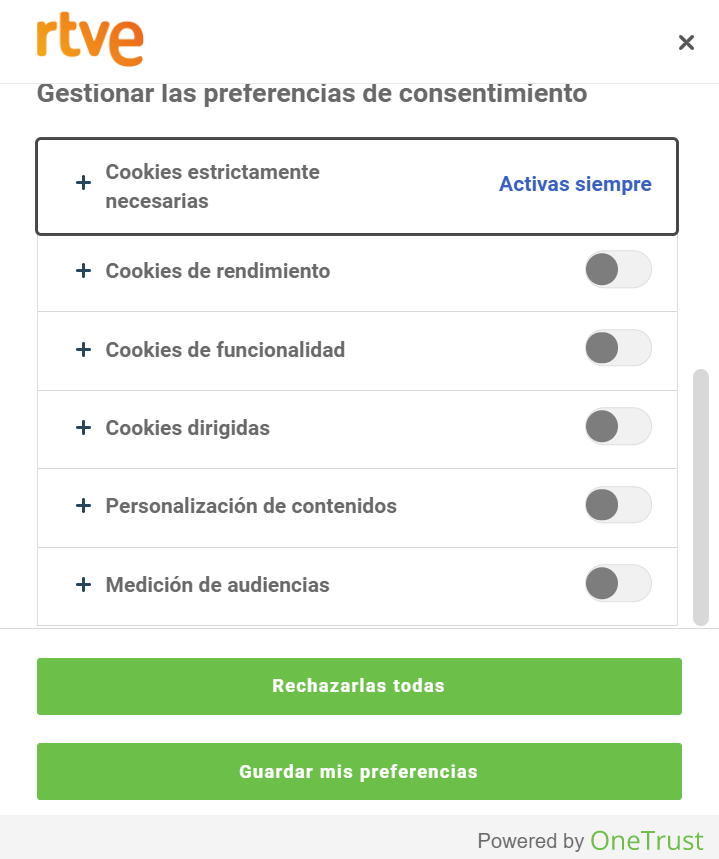 rtve
Gestionar las preferencias de consentimiento
Cookies estrictamente
necesarias
Activas siempre
Cookies de rendimiento
Cookies de funcionalidad
Cookies dirigidas
Personalización de contenidos
Medición de audiencias
Rechazarlas todas
Guardar mis preferencias
Powered by OneTrust